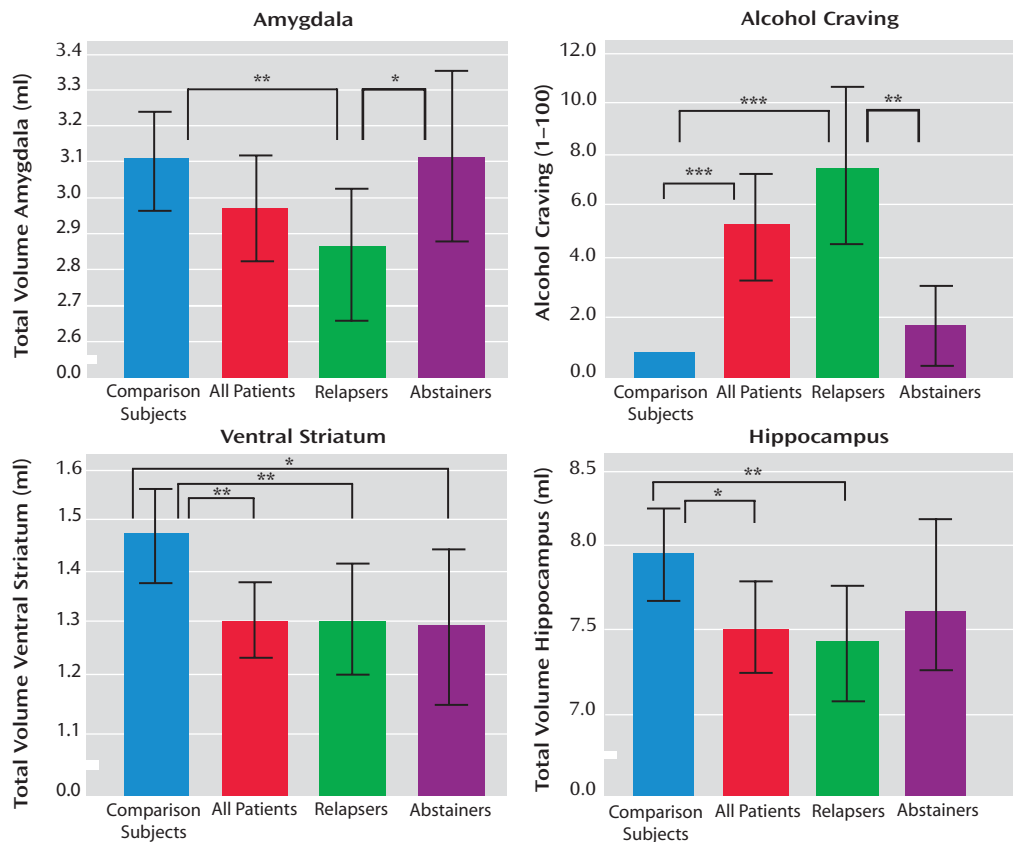 Amygdala
Total Volume Amygdala (ml)
3.4
3.3
3.2
3.1
3.0
2.9
2.8
2.7
2.6
0.0
**
*
Comparison
Subjects
All Patients
Relapsers
Abstainers
Alcohol Craving
Alcohol Craving (1–100)
12.0
10.0
8.0
6.0
4.0
2.0
0.0
***
***
**
Comparison
Subjects
All Patients
Relapsers
Abstainers
Ventral Striatum
Total Volume Ventral Striatum (ml)
1.6
1.5
1.4
1.3
1.2
1.1
0.0
*
**
**
Comparison
Subjects
All Patients
Relapsers
Abstainers
Hippocampus
Total Volume Hippocampus (ml)
8.5
8.0
7.5
7.0
0.0
**
*
Comparison
Subjects
All Patients
Relapsers
Abstainers